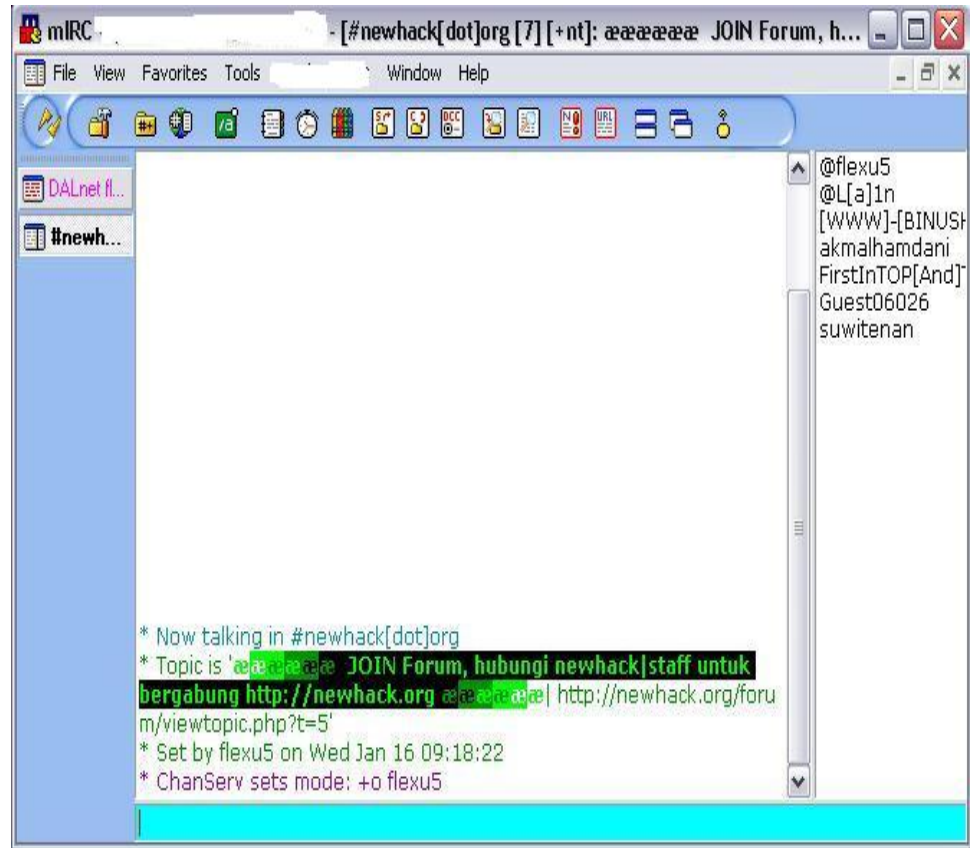 mIRC - - [#newhack[dot]org [7] [+nt]: ææææææ JOIN Forum, h...
File View Favorites Tools Window Help
DALnet fl...
#newh...
@flexu5
@L[a]1n
[WWW]-[BINUSH
akmalhamdani
FirstInTOP[And]
Guest06026
suwitenan
* Now talking in #newhack[dot]org
* Topic is 'ææææææ JOIN Forum, hubungi newhack|staff untuk
bergabung http://newhack.org ææææææ| http://newhack.org/foru
m/viewtopic.php?t=5'
* Set by flexu5 on Wed Jan 16 09:18:22
* ChanServ sets mode: +o flexu5